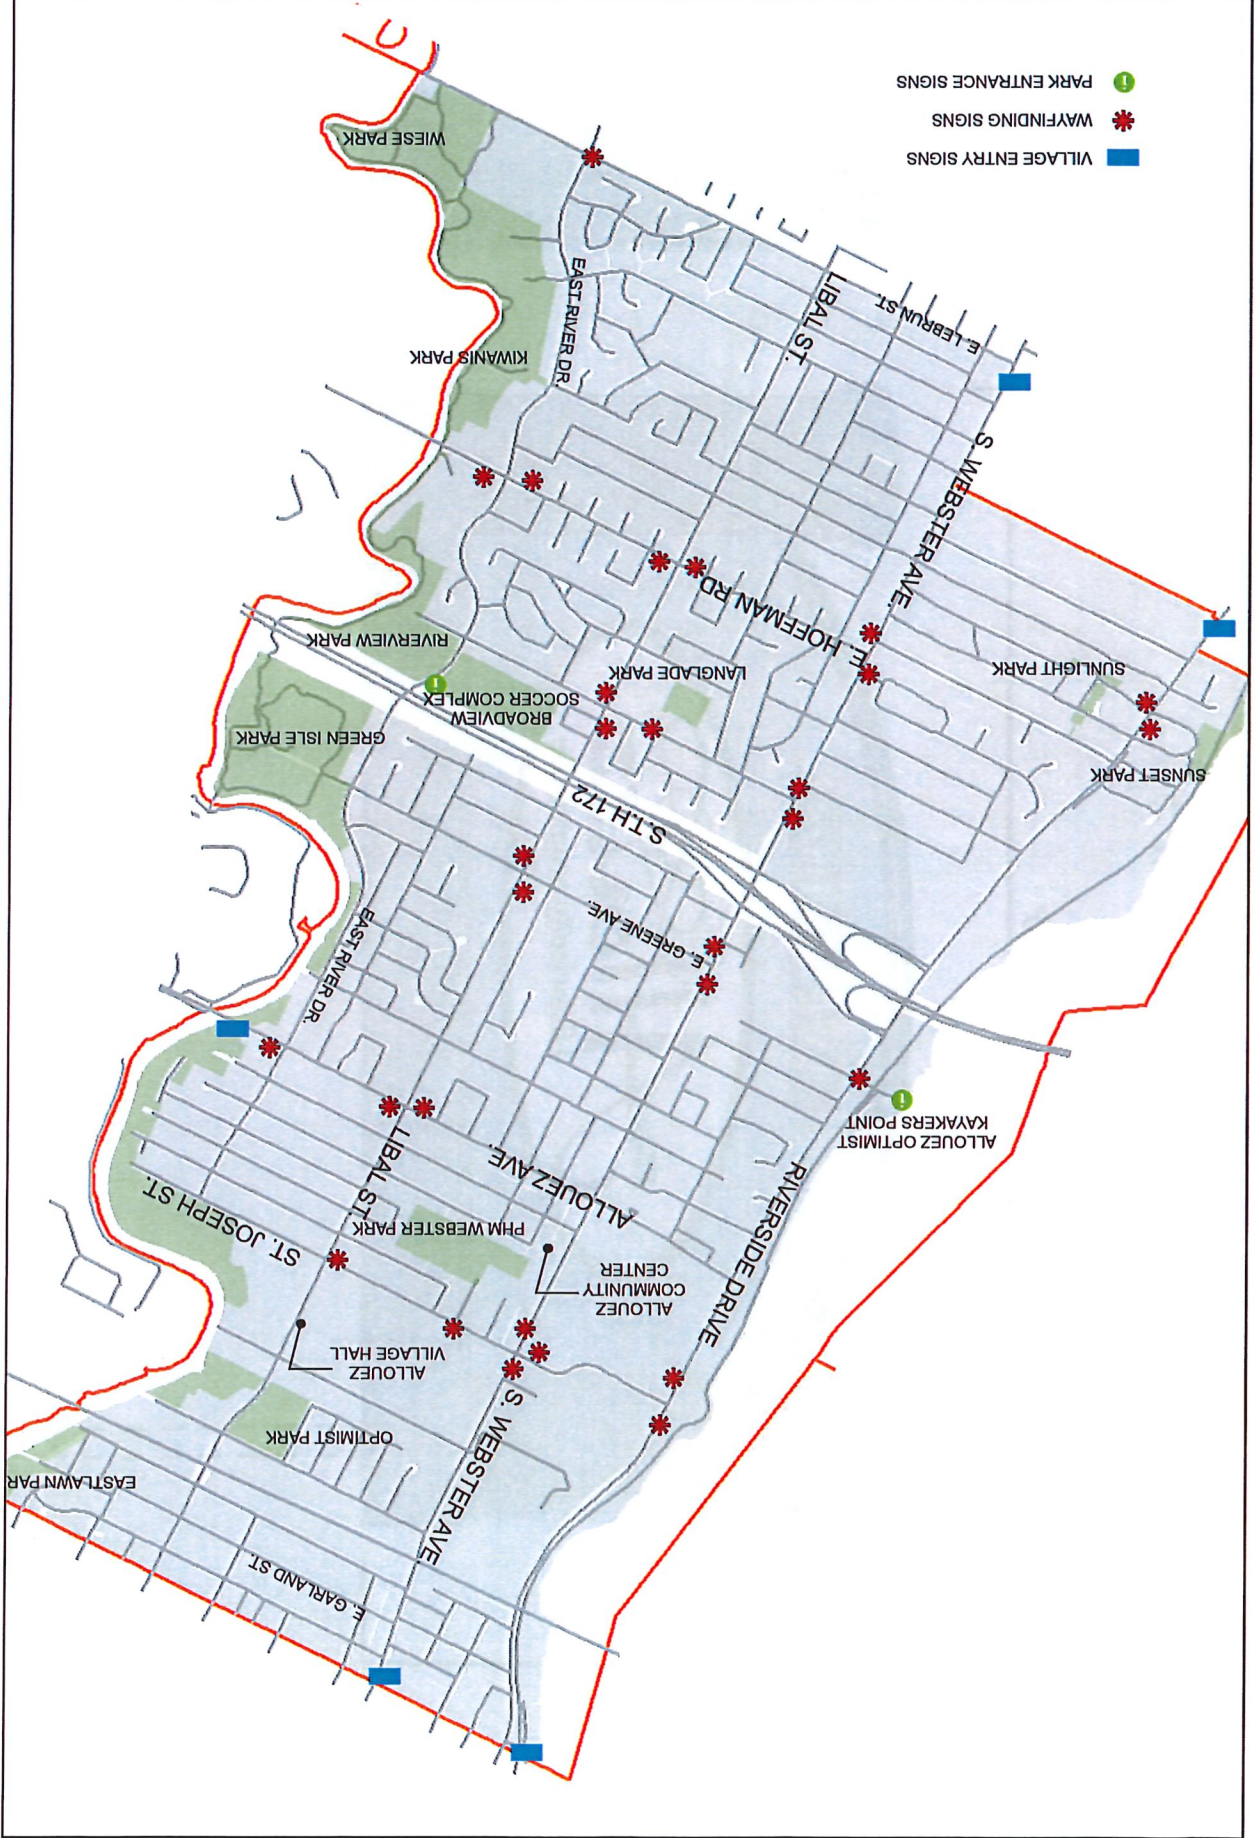 E. GARLAND ST.
S. WEBSTER AVE
EASTLAWN PAR
OPTIMIST PARK
ALLOUEZ
VILLAGE HALL
RIVERSIDE DRIVE
ALLOUEZ
COMMUNITY
CENTER
ST. JOSEPH ST.
PHM WEBSTER PARK
LIBAL ST.
ALLOUEZ AVE.
ALLOUEZ OPTIMIST
KAYAKERS POINT
EAST RIVER DR.
E. GREENE AVE.
S.T.H 172
SUNSET PARK
GREEN ISLE PARK
BROADVIEW
SOCCER COMPLEX
SUNLIGHT PARK
LANGLADE PARK
RIVERVIEW PARK
E. HOFFMAN RD
S. WEBSTER AVE.
KIWANIS PARK
EAST RIVER DR.
LIBAL ST.
E. LEBRUN ST.
WIESE PARK
VILLAGE ENTRY SIGNS
WAYFINDING SIGNS
PARK ENTRANCE SIGNS